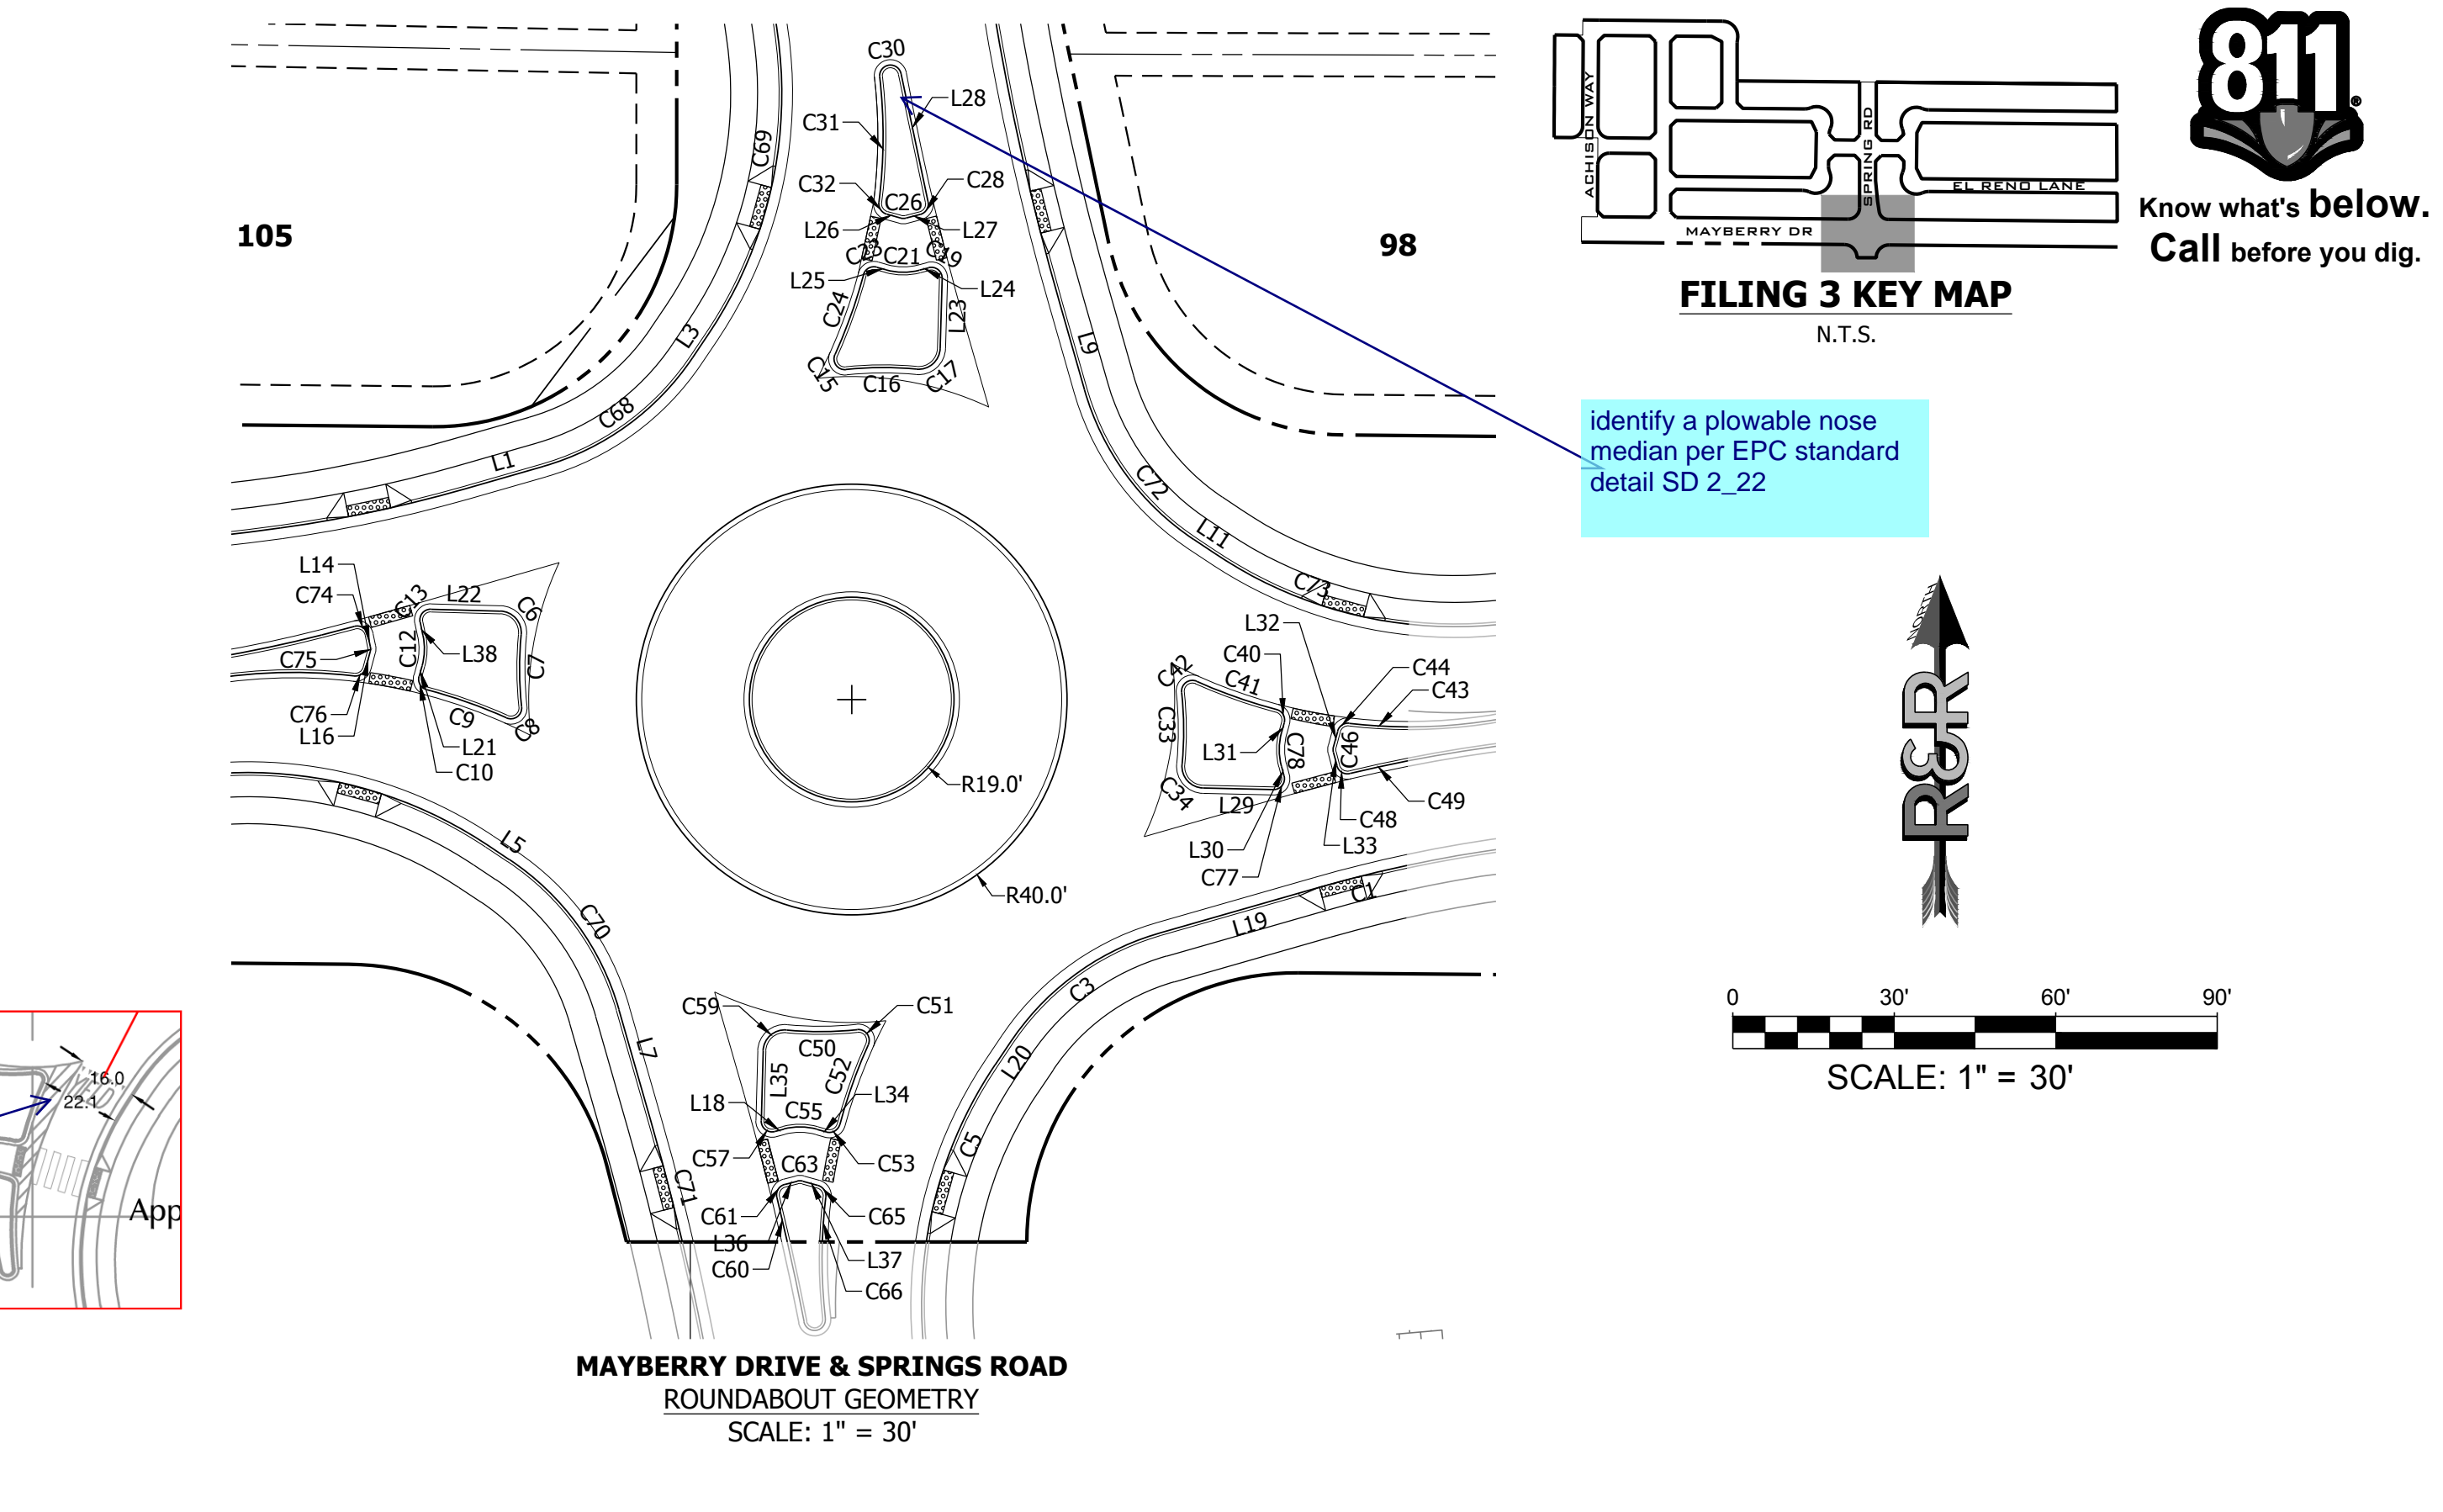 C30
L28
C31
C69
C32
C28
C26
L26
L27
C23
C21
C19
L25
L24
C24
L23
L3
C15
C16
C17
C68
L1
105
98
L9
C72
L11
C73
L14
C74
C13
L22
C6
C75
C12
L38
C7
C76
L16
C9
C8
L21
C10
L32
C40
C42
C41
C44
C43
C33
L31
C78
C46
C34
L29
C49
C48
L30
L33
C77
R19.0'
R40.0'
L5
C70
L7
C71
C1
L19
C3
L20
C5
C59
C51
C50
L35
C52
L18
C55
L34
C57
C63
C53
C61
C65
L36
L37
C60
C66
16.0
22.1
App
MAYBERRY DRIVE & SPRINGS ROAD
ROUNDABOUT GEOMETRY
SCALE: 1" = 30'
ACHISON WAY
SPRING RD
EL RENO LANE
MAYBERRY DR
FILING 3 KEY MAP
N.T.S.
811®
Know what's below.
Call before you dig.
identify a plowable nose
median per EPC standard
detail SD 2_22
NORTH
R&R
0 30' 60' 90'
SCALE: 1" = 30'